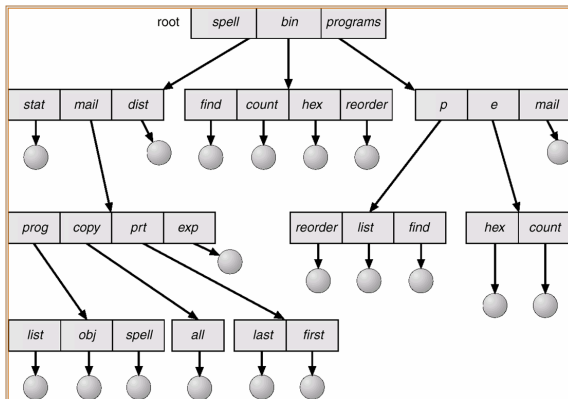 root spell bin programs
stat mail dist find count hex reorder p e mail
prog copy prt exp reorder list find hex count
list obj spell all last first